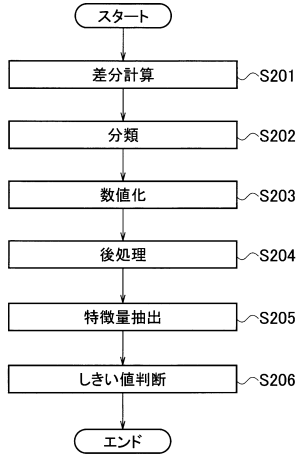 スタート
差分計算 S201
分類 S202
数値化 S203
後処理 S204
特徴量抽出 S205
しきい値判断 S206
エンド